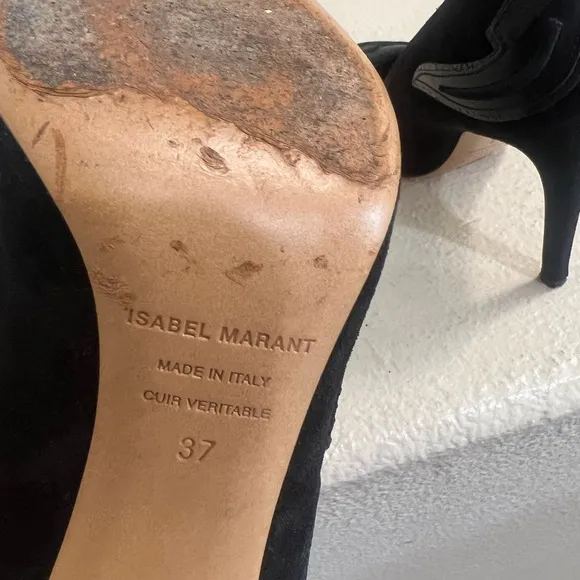 ISABEL MARANT
MADE IN ITALY
CUIR VERITABLE
37